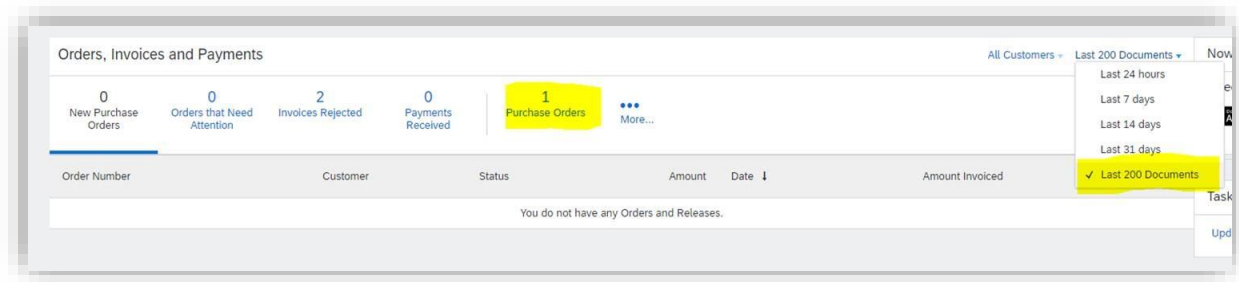 Orders, Invoices and Payments
All Customers
Last 200 Documents
Now
Last 24 hours
Last 7 days
Last 14 days
Last 31 days
✓ Last 200 Documents
0
New Purchase
Orders
0
Orders that Need
Attention
2
Invoices Rejected
0
Payments
Received
1
Purchase Orders
•••
More...
Order Number
Customer
Status
Amount
Date ↓
Amount Invoiced
You do not have any Orders and Releases.
Task
Upd